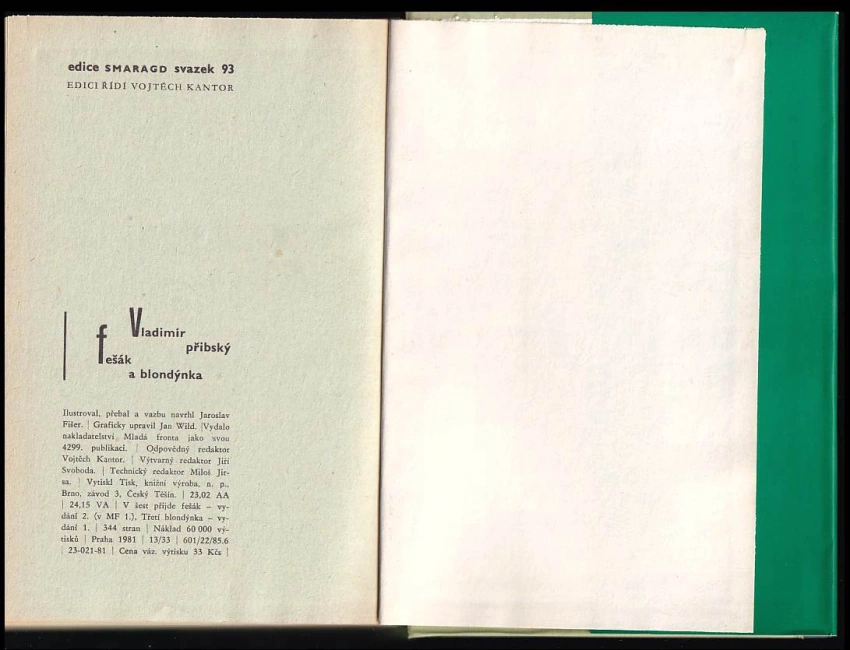 edice SMARAGD svazek 93
EDICI ŘÍDÍ VOJTĚCH KANTOR
Vladimír
přibský
fešák
a blondýnka
Ilustroval, přebal a vazbu navrhl Jaroslav
Fišer. | Graficky upravil Jan Wild. |Vydalo
nakladatelství Mladá fronta jako svou
4299. publikaci. | Odpovědný redaktor
Vojtěch Kantor. | Výtvarný redaktor Jiří
Svoboda. | Technický redaktor Miloš Jir-
sa. | Vytiskl Tisk, knižní výroba, n. p.,
Brno, závod 3, Český Těšín. | 23,02 AA
| 24,15 VA | V šest přijde fešák – vy-
dání 2. (v MF 1.), Třetí blondýnka – vy-
dání 1. | 344 stran | Náklad 60 000 vý-
tisků | Praha 1981 | 13/33 | 601/22/85.6
| 23-021-81 | Cena váz. výtisku 33 Kčs |